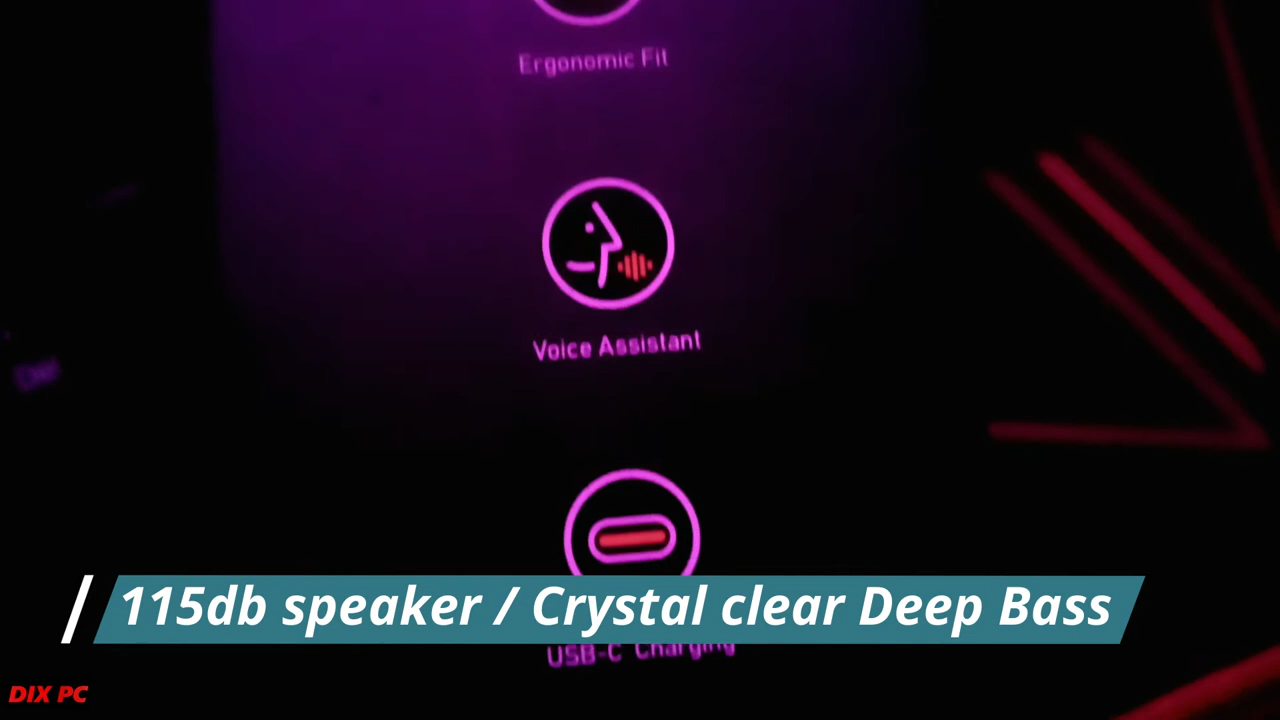 Ergonomic Fit
Voice Assistant
115db speaker / Crystal clear Deep Bass
USB-C Charging
DIX PC